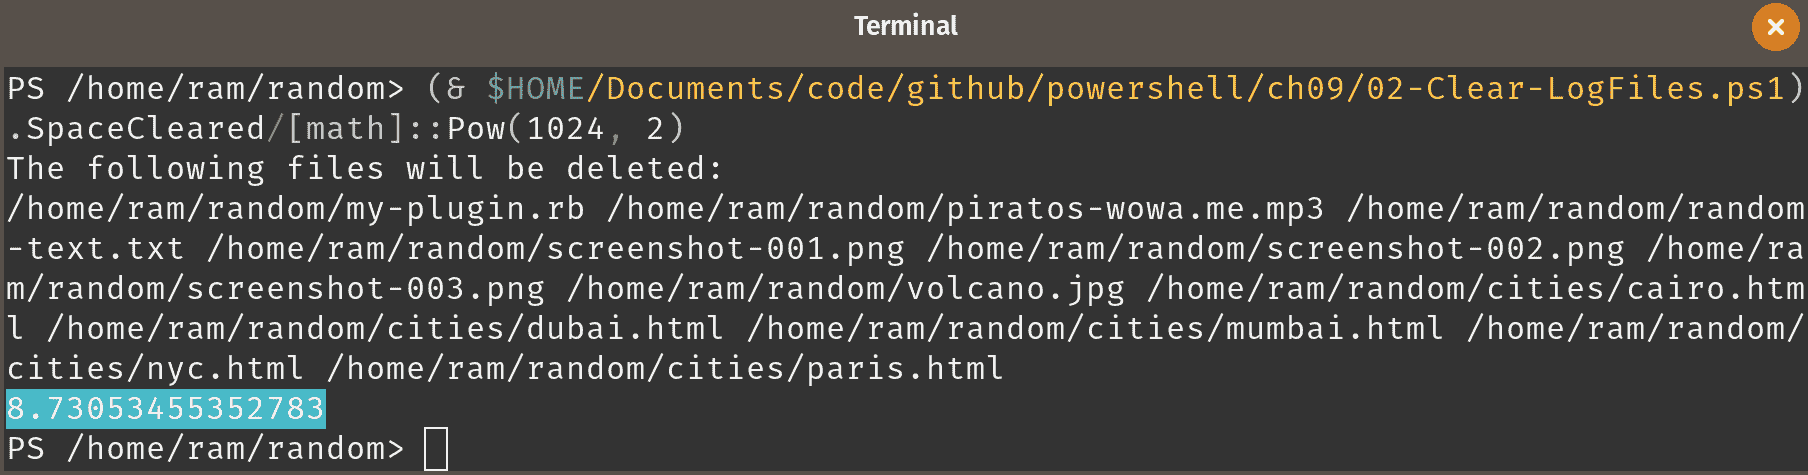 Terminal
PS /home/ram/random> (& $HOME/Documents/code/github/powershell/ch09/02-Clear-LogFiles.ps1)
.SpaceCleared/[math]::Pow(1024, 2)
The following files will be deleted:
/home/ram/random/my-plugin.rb /home/ram/random/piratos-wowa.me.mp3 /home/ram/random/random
-text.txt /home/ram/random/screenshot-001.png /home/ram/random/screenshot-002.png /home/ra
m/random/screenshot-003.png /home/ram/random/volcano.jpg /home/ram/random/cities/cairo.htm
l /home/ram/random/cities/dubai.html /home/ram/random/cities/mumbai.html /home/ram/random/
cities/nyc.html /home/ram/random/cities/paris.html
8.73053455352783
PS /home/ram/random>